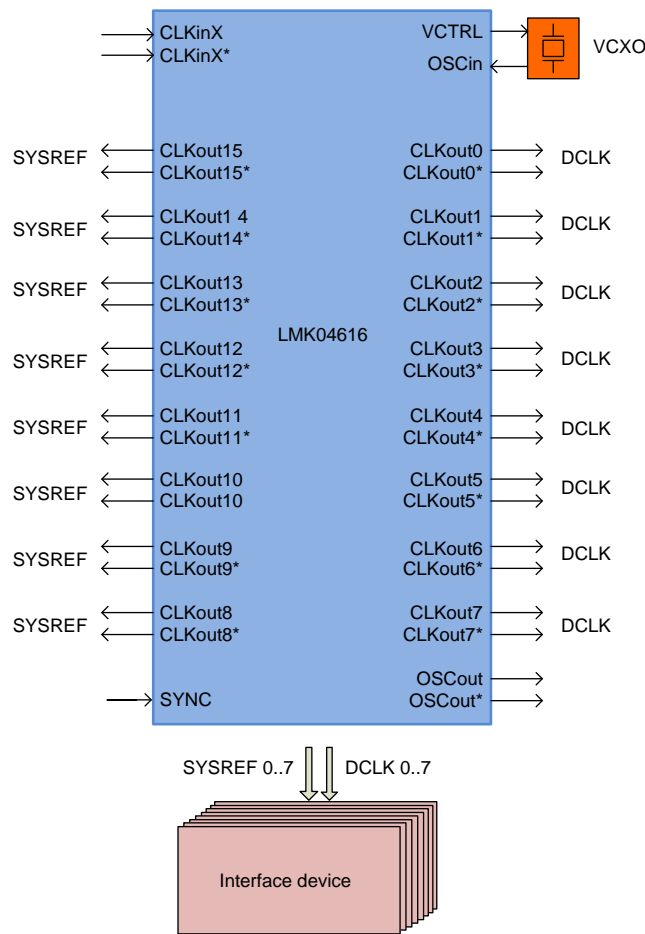 CLKinX
CLKinX*
VCTRL
OSCin
VCXO
SYSREF
CLKout15
CLKout15*
CLKout0
CLKout0*
DCLK
SYSREF
CLKout1 4
CLKout14*
CLKout1
CLKout1*
DCLK
SYSREF
CLKout13
CLKout13*
CLKout2
CLKout2*
DCLK
LMK04616
SYSREF
CLKout12
CLKout12*
CLKout3
CLKout3*
DCLK
SYSREF
CLKout11
CLKout11*
CLKout4
CLKout4*
DCLK
SYSREF
CLKout10
CLKout10
CLKout5
CLKout5*
DCLK
SYSREF
CLKout9
CLKout9*
CLKout6
CLKout6*
DCLK
SYSREF
CLKout8
CLKout8*
CLKout7
CLKout7*
DCLK
SYNC
OSCout
OSCout*
SYSREF 0..7
DCLK 0..7
Interface device